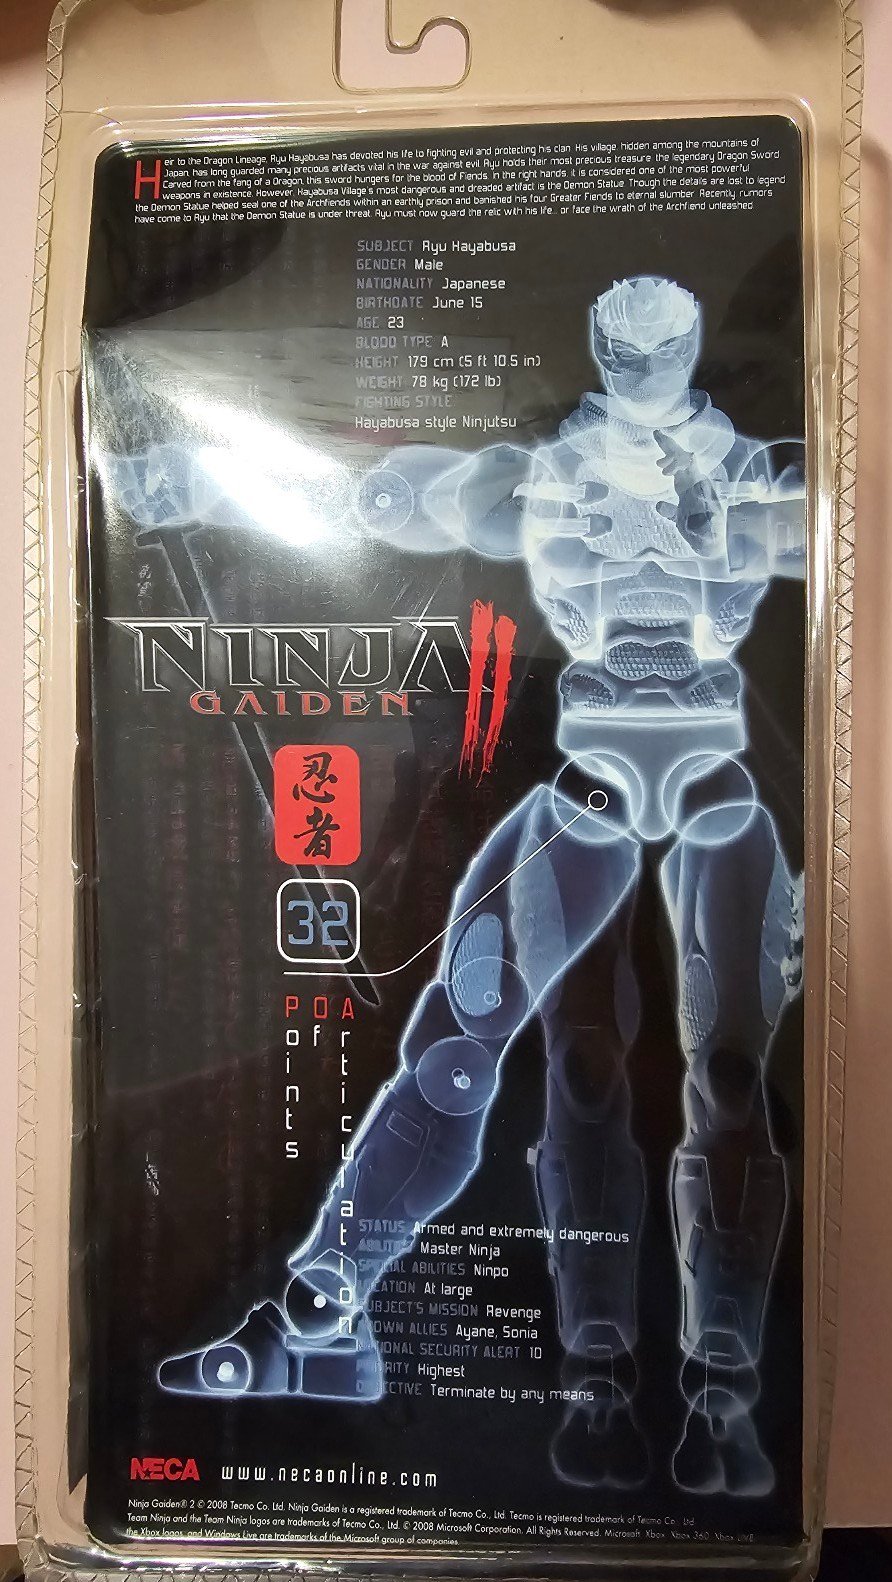 Heir to the Dragon Lineage, Ryu Hayabusa has devoted his life to fighting evil and protecting his clan. His village, hidden among the mountains of
Japan, has long guarded many precious artifacts vital in the war against evil. Ryu holds their most precious treasure: the legendary Dragon Sword.
Carved from the fang of a Dragon, this sword hungers for the blood of Fiends. In the right hands, it is considered one of the most powerful
weapons in existence. However, Hayabusa Village's most dangerous and dreaded artifact is the Demon Statue. Though the details are lost to legend
the Demon Statue helped seal one of the Archfiends within an earthly prison and banished his four Greater Fiends to eternal slumber. Recently, rumors
have come to Ryu that the Demon Statue is under threat. Ryu must now guard the relic with his life... or face the wrath of the Archfiend unleashed.
SUBJECT Ryu Hayabusa
GENDER Male
NATIONALITY Japanese
BIRTHDATE June 15
AGE 23
BLOOD TYPE A
HEIGHT 179 cm (5 ft 10.5 in)
WEIGHT 78 kg (172 lb)
FIGHTING STYLE
Hayabusa style Ninjutsu
NINJA II
GAIDEN
忍者
32
Points
Of
Articulation
STATUS Armed and extremely dangerous
Master Ninja
SPECIAL ABILITIES Ninpo
LOCATION At large
SUBJECT'S MISSION Revenge
KNOWN ALLIES Ayane, Sonia
NATIONAL SECURITY ALERT 10
PRIORITY Highest
OBJECTIVE Terminate by any means
NECA www.necaonline.com
Ninja Gaiden® 2 © 2008 Tecmo Co. Ltd. Ninja Gaiden is a registered trademark of Tecmo Co., Ltd. Tecmo is registered trademark of Tecmo Co., Ltd.
Team Ninja and the Team Ninja logos are trademarks of Tecmo Co., Ltd. © 2008 Microsoft Corporation. All Rights Reserved. Microsoft, Xbox, Xbox 360, Xbox LIVE,
the Xbox logos, and Windows Live are trademarks of the Microsoft group of companies.